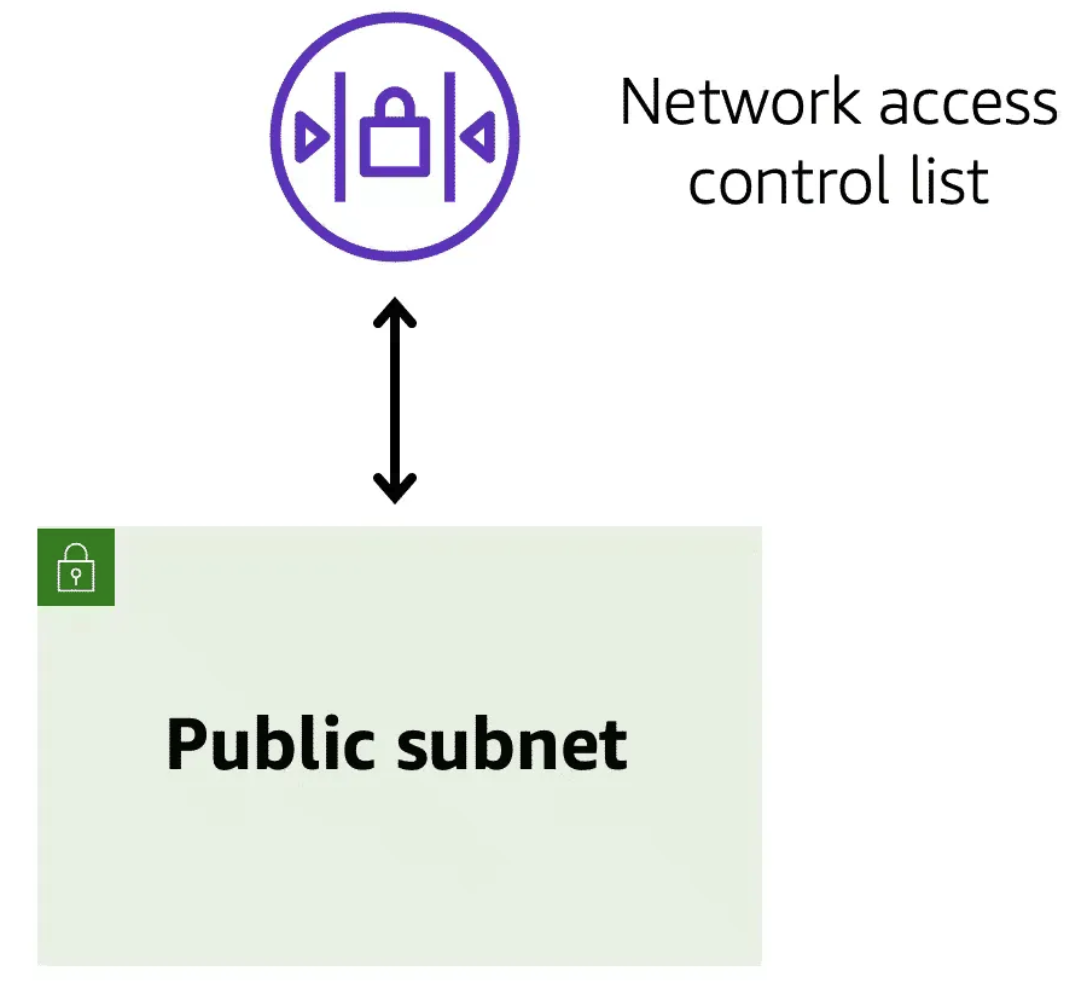 Network access
control list
Public subnet